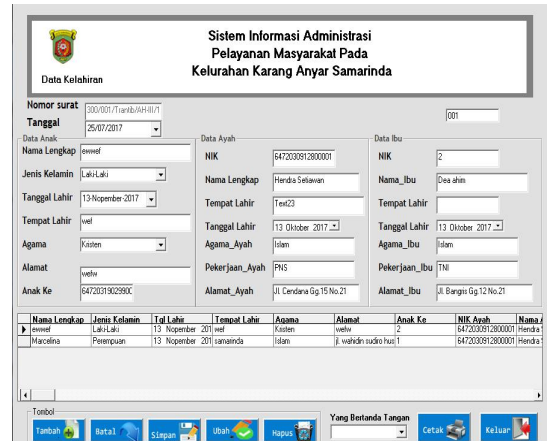 Sistem Informasi Administrasi
Pelayanan Masyarakat Pada
Kelurahan Karang Anyar Samarinda
Data Kelahiran
Nomor surat 300/001/Trantib/AH-III/1
001
Tanggal 25/07/2017
Data Anak
Nama Lengkap ewwef
Jenis Kelamin Laki-Laki
Tanggal Lahir 13-Nopember-2017
Tempat Lahir wef
Agama Kristen
Alamat wefw
Anak Ke 6472031902990C
Data Ayah
NIK 6472030912800001
Nama Lengkap Hendra Setiawan
Tempat Lahir Text23
Tanggal Lahir 13 Oktober 2017
Agama_Ayah Islam
Pekerjaan_Ayah PNS
Alamat_Ayah Jl. Cendana Gg.15 No.21
Data Ibu
NIK 2
Nama_Ibu Dea ahim
Tempat Lahir
Tanggal Lahir 13 Oktober 2017
Agama_Ibu Islam
Pekerjaan_Ibu TNI
Alamat_Ibu Jl. Bangris Gg.12 No.21
Nama Lengkap Jenis Kelamin Tgl Lahir Tempat Lahir Agama Alamat Anak Ke NIK Ayah Nama
ewwef Laki-Laki 13 Nopember 201 wef Kristen wefw 2 6472030912800001 Hendra
Marcelina Perempuan 13 Nopember 201 samarinda Islam jl. wahidin sudiro hus 1 6472030912800001 Hendra
Tombol
Tambah Batal Simpan Ubah Hapus
Yang Bertanda Tangan
Cetak Keluar